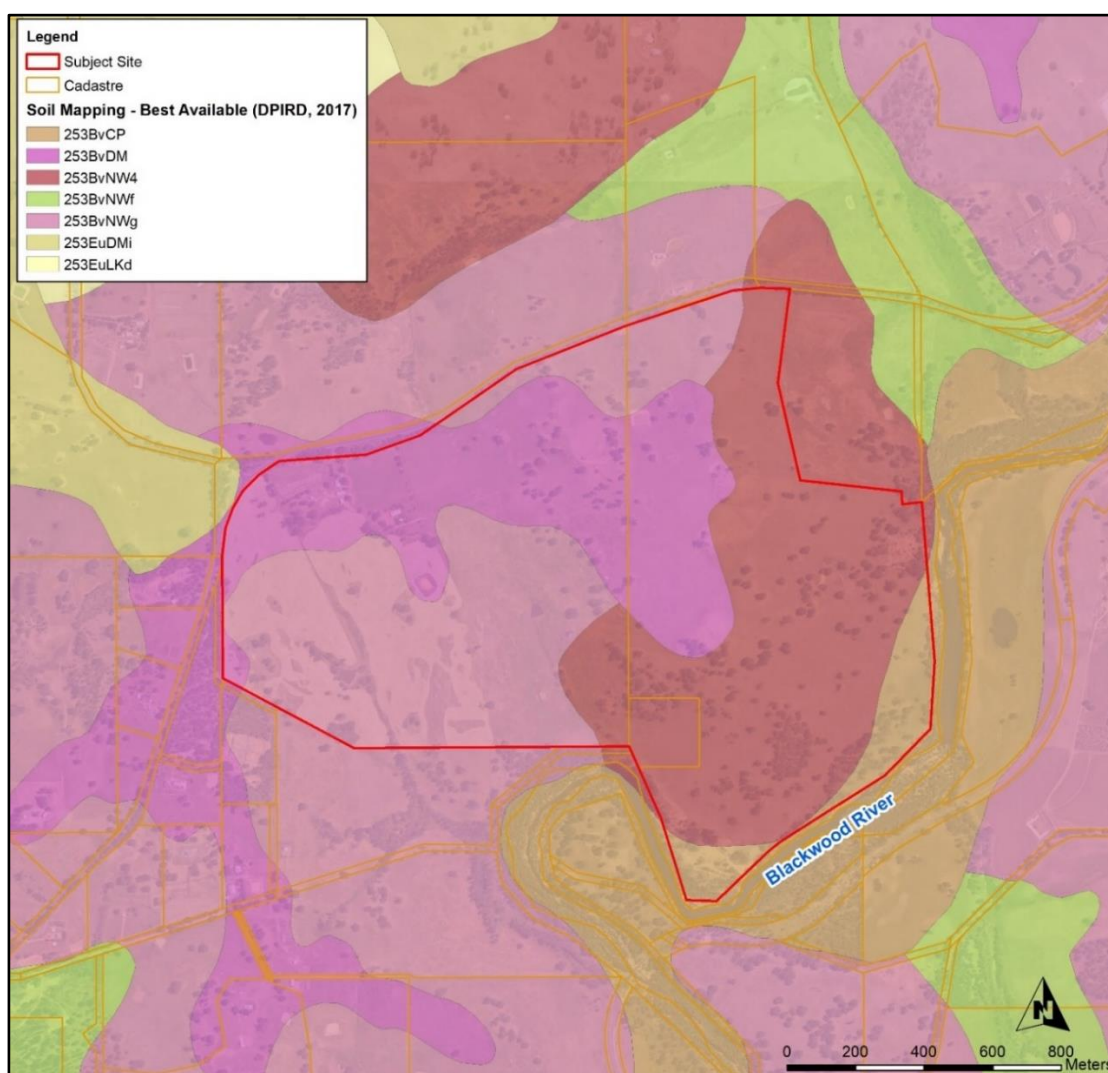 Legend
Subject Site
Cadastre
Soil Mapping - Best Available (DPIRD, 2017)
253BvCP
253BvDM
253BvNW4
253BvNWf
253BvNWg
253EuDMi
253EuLKd
Blackwood River
N
0 200 400 600 800
Meters